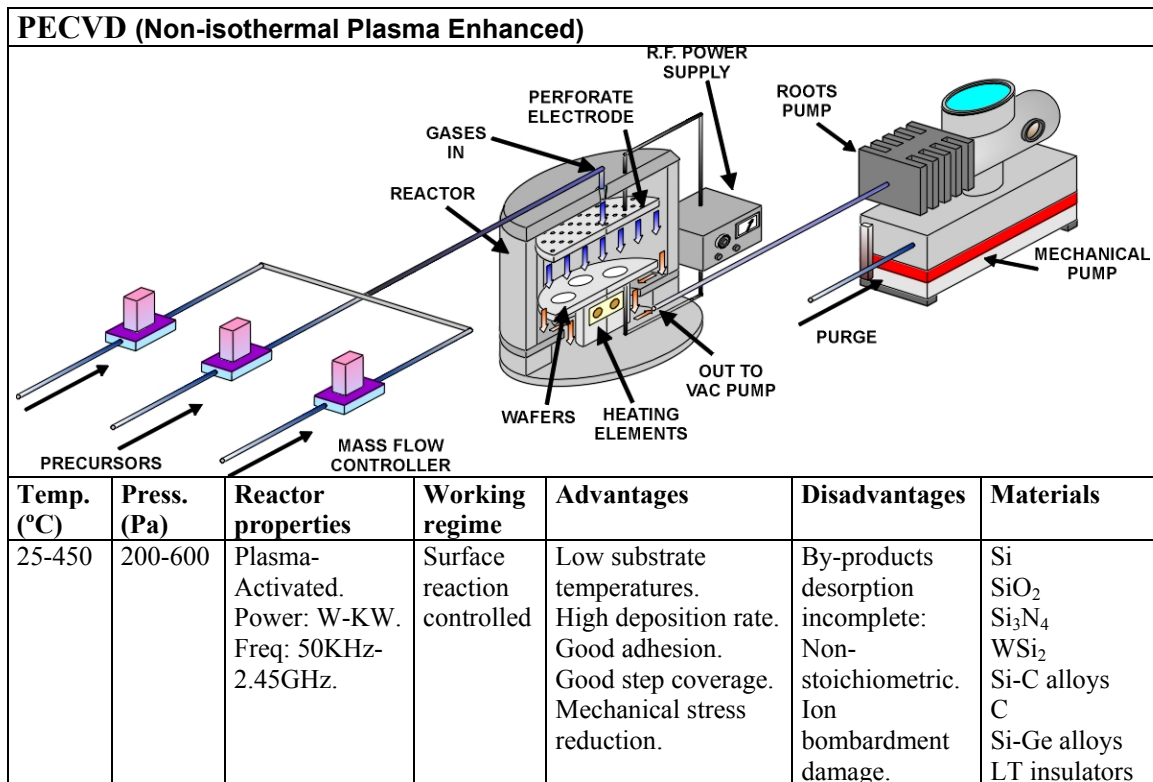 PECVD (Non-isothermal Plasma Enhanced)
R.F. POWER
SUPPLY
PERFORATE
ELECTRODE
ROOTS
PUMP
GASES
IN
REACTOR
MECHANICAL
PUMP
PURGE
OUT TO
VAC PUMP
WAFERS
HEATING
ELEMENTS
MASS FLOW
CONTROLLER
PRECURSORS
Temp.
(ºC)
Press.
(Pa)
Reactor
properties
Working
regime
Advantages
Disadvantages
Materials
25-450
200-600
Plasma-
Activated.
Power: W-KW.
Freq: 50KHz-
2.45GHz.
Surface
reaction
controlled
Low substrate
temperatures.
High deposition rate.
Good adhesion.
Good step coverage.
Mechanical stress
reduction.
By-products
desorption
incomplete:
Non-
stoichiometric.
Ion
bombardment
damage.
Si
SiO₂
Si₃N₄
WSi₂
Si-C alloys
C
Si-Ge alloys
LT insulators